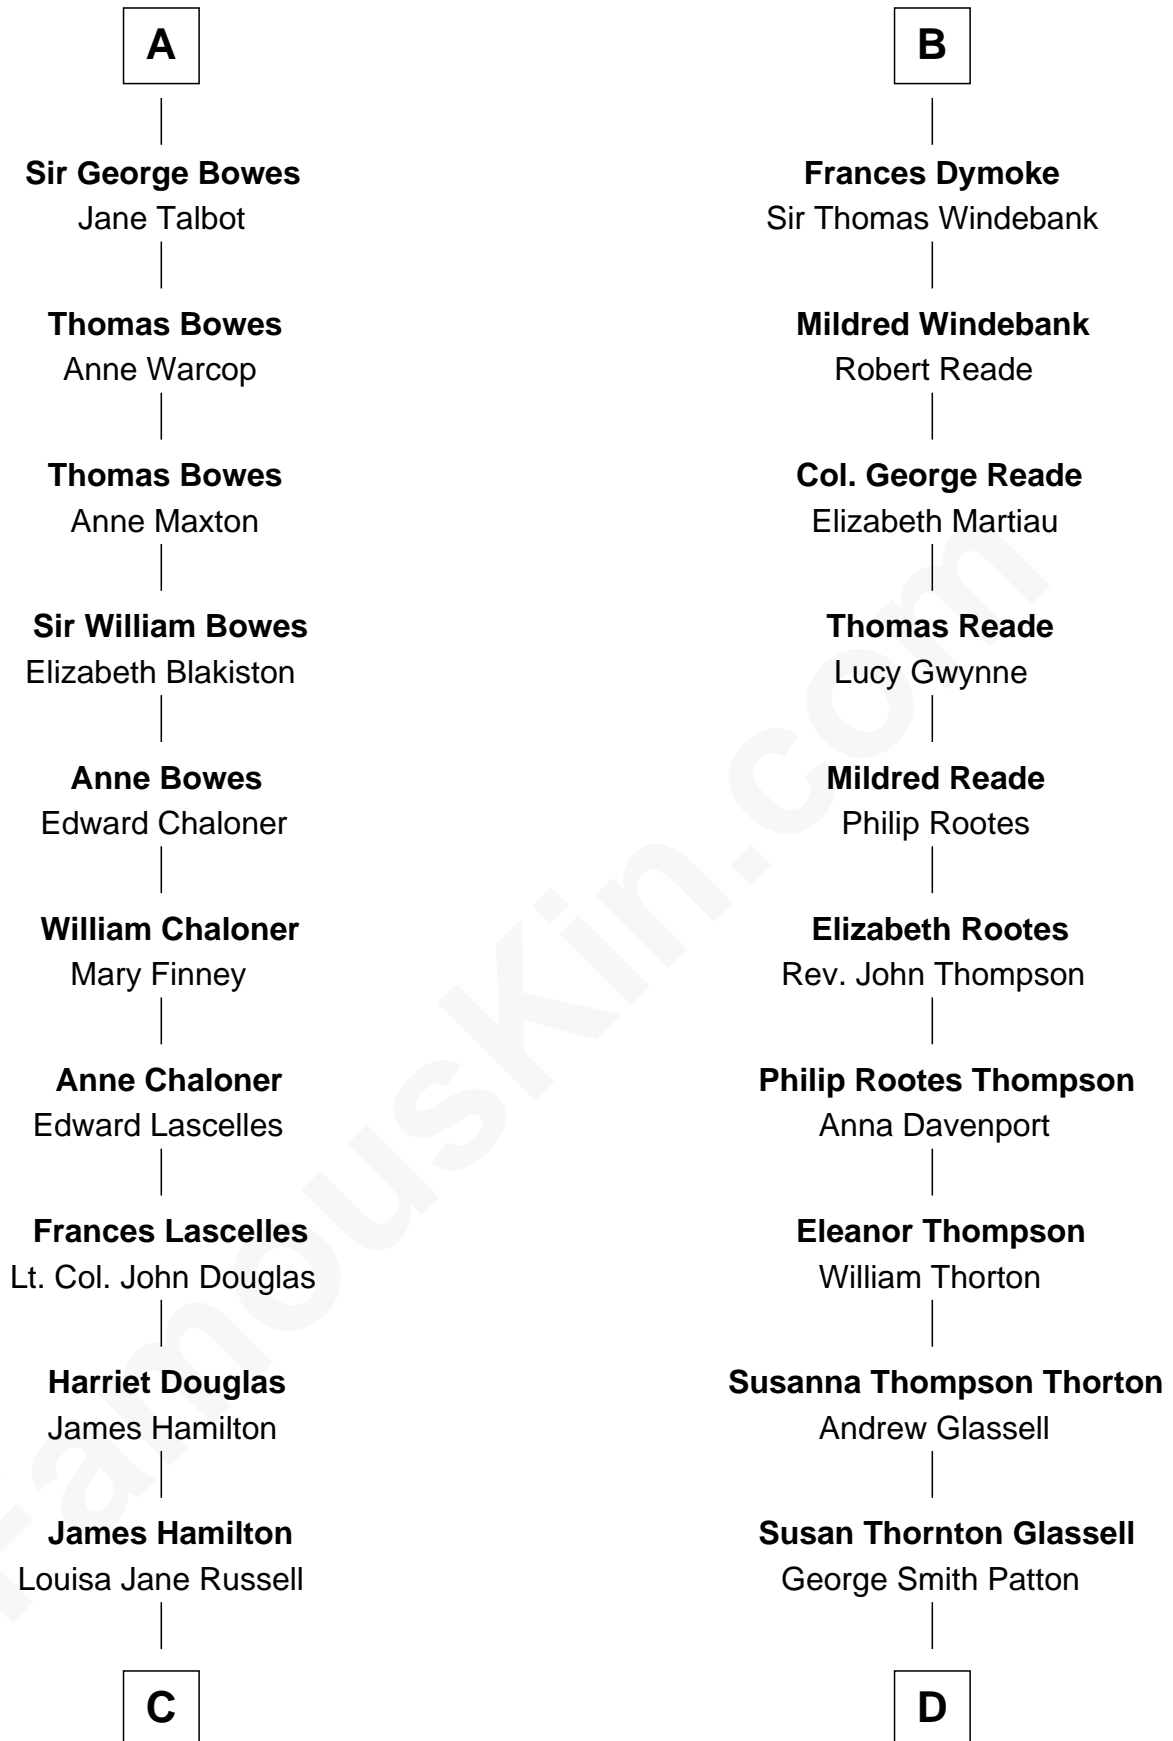 A
Sir George Bowes
Jane Talbot
Thomas Bowes
Anne Warcop
Thomas Bowes
Anne Maxton
Sir William Bowes
Elizabeth Blakiston
Anne Bowes
Edward Chaloner
William Chaloner
Mary Finney
Anne Chaloner
Edward Lascelles
Frances Lascelles
Lt. Col. John Douglas
Harriet Douglas
James Hamilton
James Hamilton
Louisa Jane Russell
C
B
Frances Dymoke
Sir Thomas Windebank
Mildred Windebank
Robert Reade
Col. George Reade
Elizabeth Martiau
Thomas Reade
Lucy Gwynne
Mildred Reade
Philip Rootes
Elizabeth Rootes
Rev. John Thompson
Philip Rootes Thompson
Anna Davenport
Eleanor Thompson
William Thorton
Susanna Thompson Thorton
Andrew Glassell
Susan Thornton Glassell
George Smith Patton
D
FamousKin.com